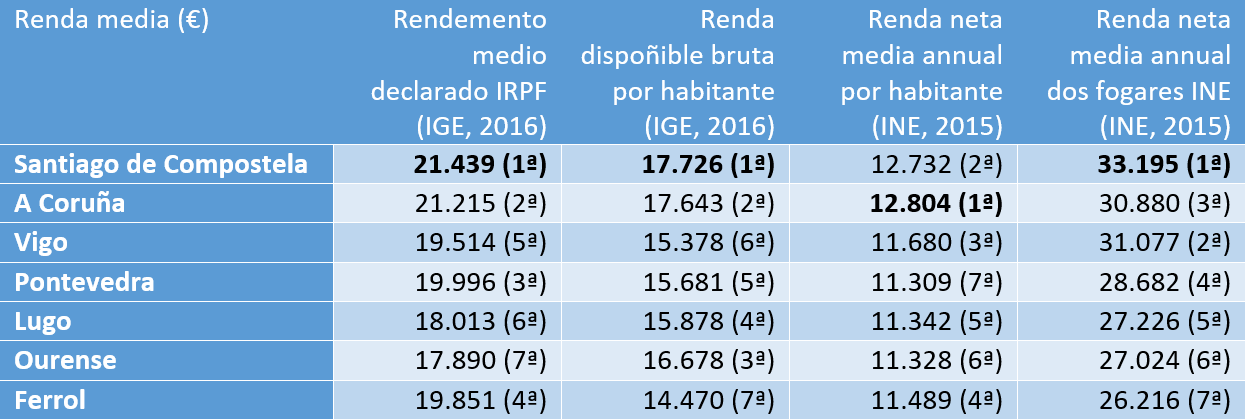 Renda media (€)
Rendemento
medio
declarado IRPF
(IGE, 2016)
Renda
dispoñible bruta
por habitante
(IGE, 2016)
Renda neta
media annual
por habitante
(INE, 2015)
Renda neta
media annual
dos fogares INE
(INE, 2015)
Santiago de Compostela 21.439 (1ª) 17.726 (1ª) 12.732 (2ª) 33.195 (1ª)
A Coruña 21.215 (2ª) 17.643 (2ª) 12.804 (1ª) 30.880 (3ª)
Vigo 19.514 (5ª) 15.378 (6ª) 11.680 (3ª) 31.077 (2ª)
Pontevedra 19.996 (3ª) 15.681 (5ª) 11.309 (7ª) 28.682 (4ª)
Lugo 18.013 (6ª) 15.878 (4ª) 11.342 (5ª) 27.226 (5ª)
Ourense 17.890 (7ª) 16.678 (3ª) 11.328 (6ª) 27.024 (6ª)
Ferrol 19.851 (4ª) 14.470 (7ª) 11.489 (4ª) 26.216 (7ª)